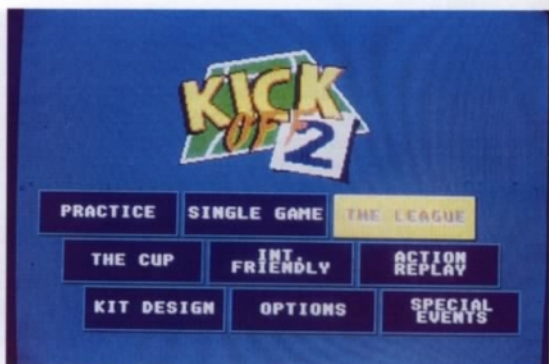 KICK
OFF
2
PRACTICE
SINGLE GAME
THE LEAGUE
THE CUP
INT.
FRIENDLY
ACTION
REPLAY
KIT DESIGN
OPTIONS
SPECIAL
EVENTS